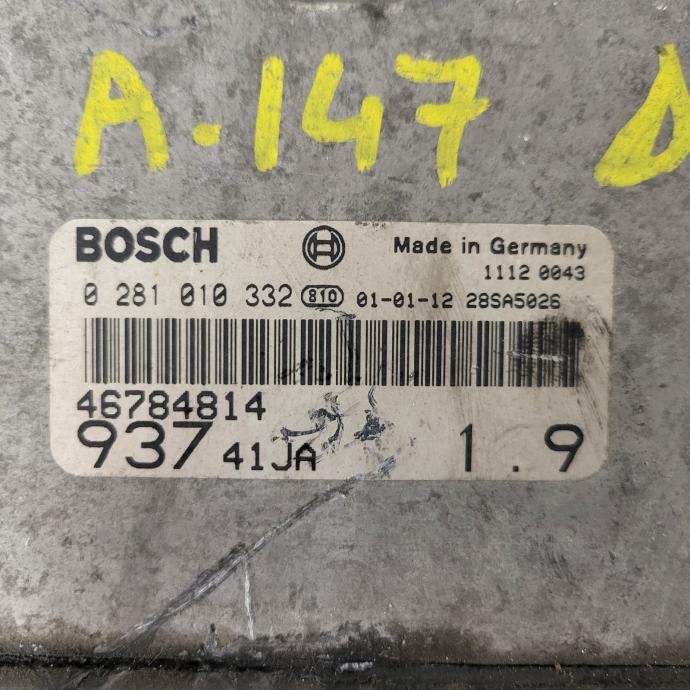 A.147
BOSCH
Made in Germany
1112 0043
0 281 010 332 810 01-01-12 28SA5026
46784814
937 41JA 1.9